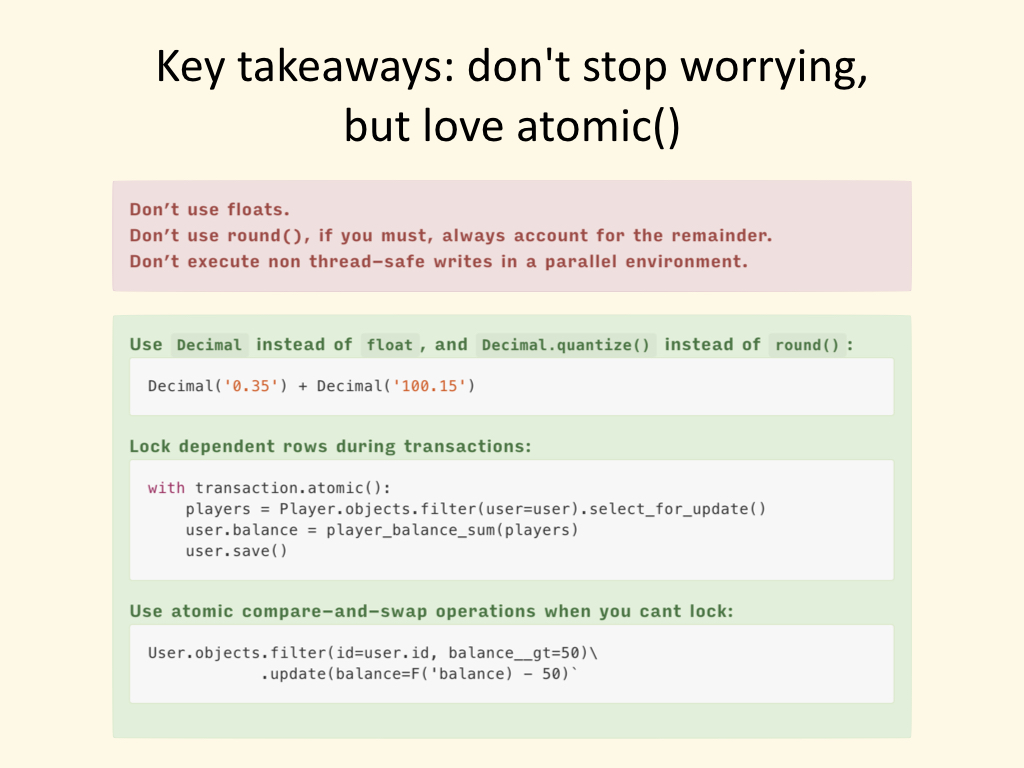 Key takeaways: don't stop worrying,
but love atomic()
Don’t use floats.
Don’t use round(), if you must, always account for the remainder.
Don’t execute non thread-safe writes in a parallel environment.
Use Decimal instead of float, and Decimal.quantize() instead of round():
Decimal('0.35') + Decimal('100.15')
Lock dependent rows during transactions:
with transaction.atomic():
    players = Player.objects.filter(user=user).select_for_update()
    user.balance = player_balance_sum(players)
    user.save()
Use atomic compare-and-swap operations when you cant lock:
User.objects.filter(id=user.id, balance__gt=50)\
            .update(balance=F('balance) - 50)`